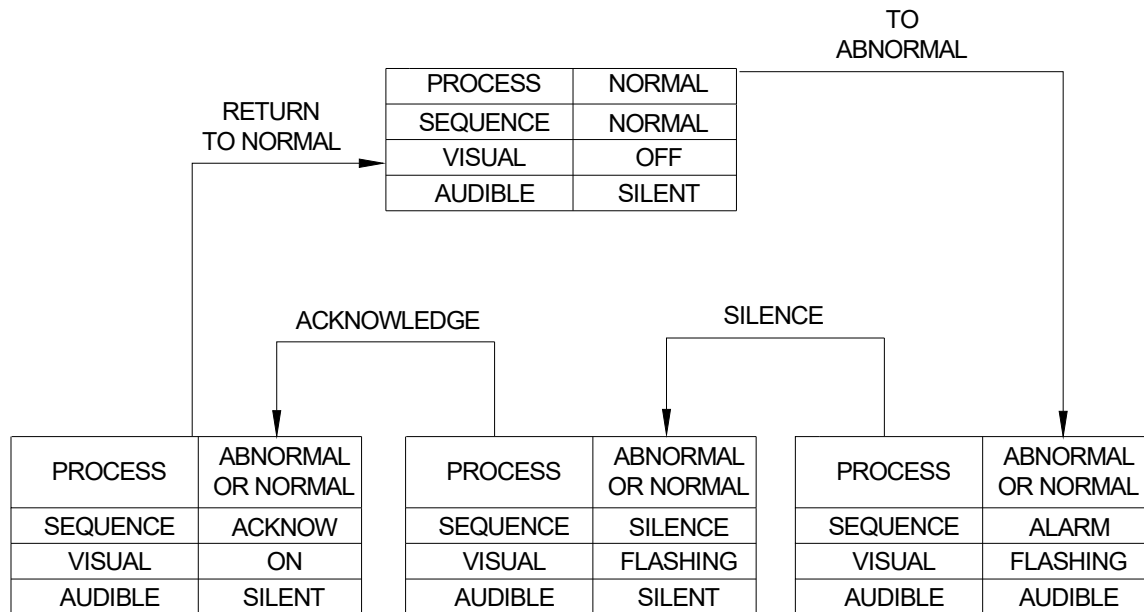 TO
ABNORMAL
PROCESS NORMAL
SEQUENCE NORMAL
VISUAL OFF
AUDIBLE SILENT
RETURN
TO NORMAL
ACKNOWLEDGE
SILENCE
PROCESS ABNORMAL
OR NORMAL
SEQUENCE ACKNOW
VISUAL ON
AUDIBLE SILENT
PROCESS ABNORMAL
OR NORMAL
SEQUENCE SILENCE
VISUAL FLASHING
AUDIBLE SILENT
PROCESS ABNORMAL
OR NORMAL
SEQUENCE ALARM
VISUAL FLASHING
AUDIBLE AUDIBLE